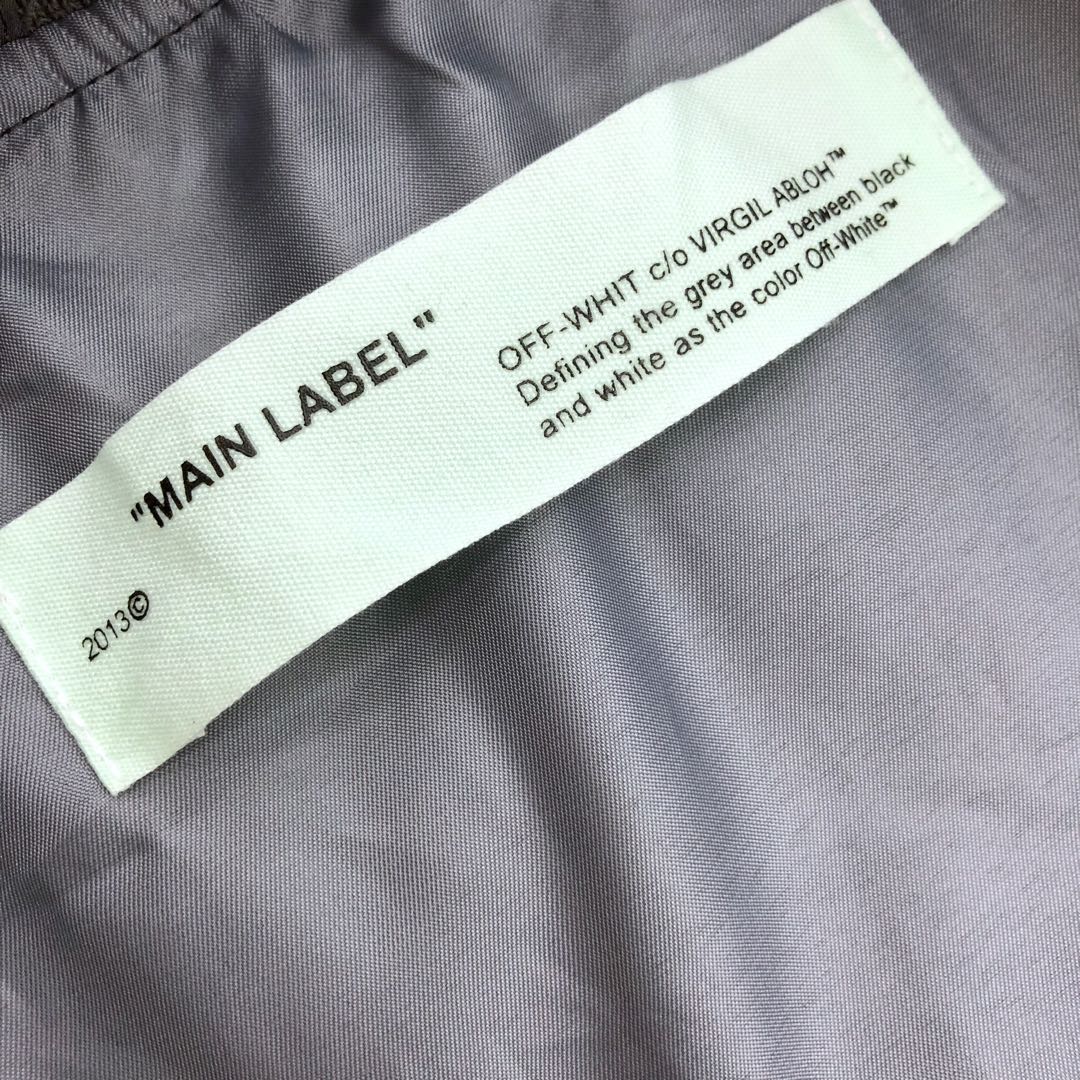 "MAIN LABEL"
2013©
OFF-WHIT c/o VIRGIL ABLOH™
Defining the grey area between black
and white as the color Off-White™